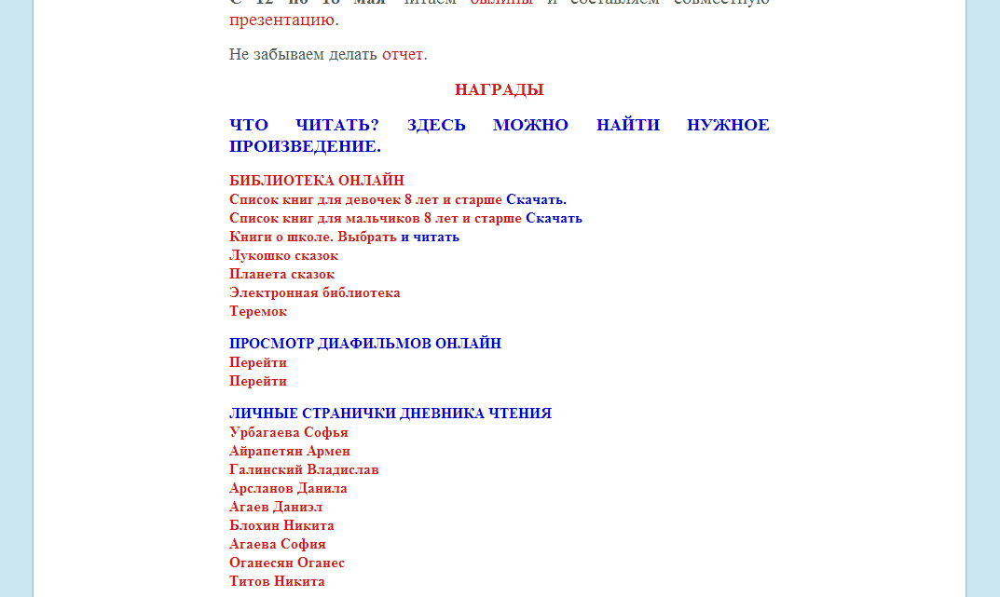 С 12 по 18 мая читаем былины и составляем совместную
презентацию.
Не забываем делать отчет.
НАГРАДЫ
ЧТО ЧИТАТЬ? ЗДЕСЬ МОЖНО НАЙТИ НУЖНОЕ
ПРОИЗВЕДЕНИЕ.
БИБЛИОТЕКА ОНЛАЙН
Список книг для девочек 8 лет и старше Скачать.
Список книг для мальчиков 8 лет и старше Скачать
Книги о школе. Выбрать и читать
Лукошко сказок
Планета сказок
Электронная библиотека
Теремок
ПРОСМОТР ДИАФИЛЬМОВ ОНЛАЙН
Перейти
Перейти
ЛИЧНЫЕ СТРАНИЧКИ ДНЕВНИКА ЧТЕНИЯ
Урбагаева Софья
Айрапетян Армен
Галинский Владислав
Арсланов Данила
Агаев Даниэл
Блохин Никита
Агаева София
Оганесян Оганес
Титов Никита